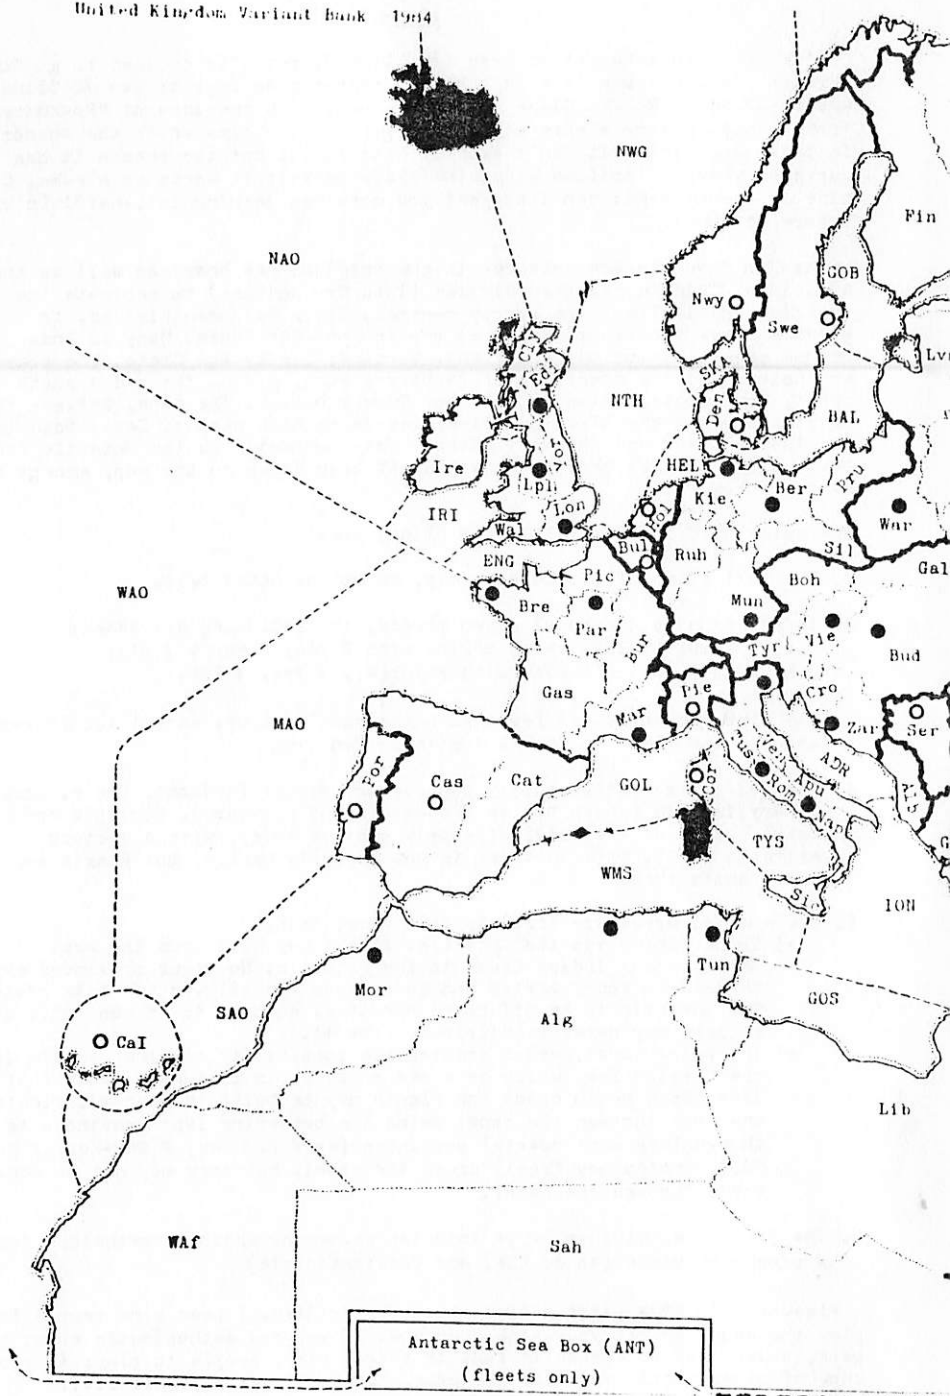 United Kingdom Variant Bank 1984
NWG
Fin
NAO
GOB
Nwy
Swe
SKA
Cly
Edi
NTH
Den
BAL
Ire
Yor
HEL
Lpl
Kie
Ber
Pru
IRI
Lon
Hol
War
Wal
Bul
Sil
ENG
Ruh
Gal
WAO
Pic
Boh
Bre
Mun
Par
Bur
Tyr
Vie
Bud
Gas
Pie
Cro
MAO
Mar
Zar
Ser
Ven
ADR
Por
Cas
Cat
GOL
Cor
Tus
Rom
Apu
Nap
TYS
WMS
Sic
ION
Mor
Tun
SAO
Alg
GOS
CaI
Lib
WAf
Sah
Antarctic Sea Box (ANT)
(fleets only)